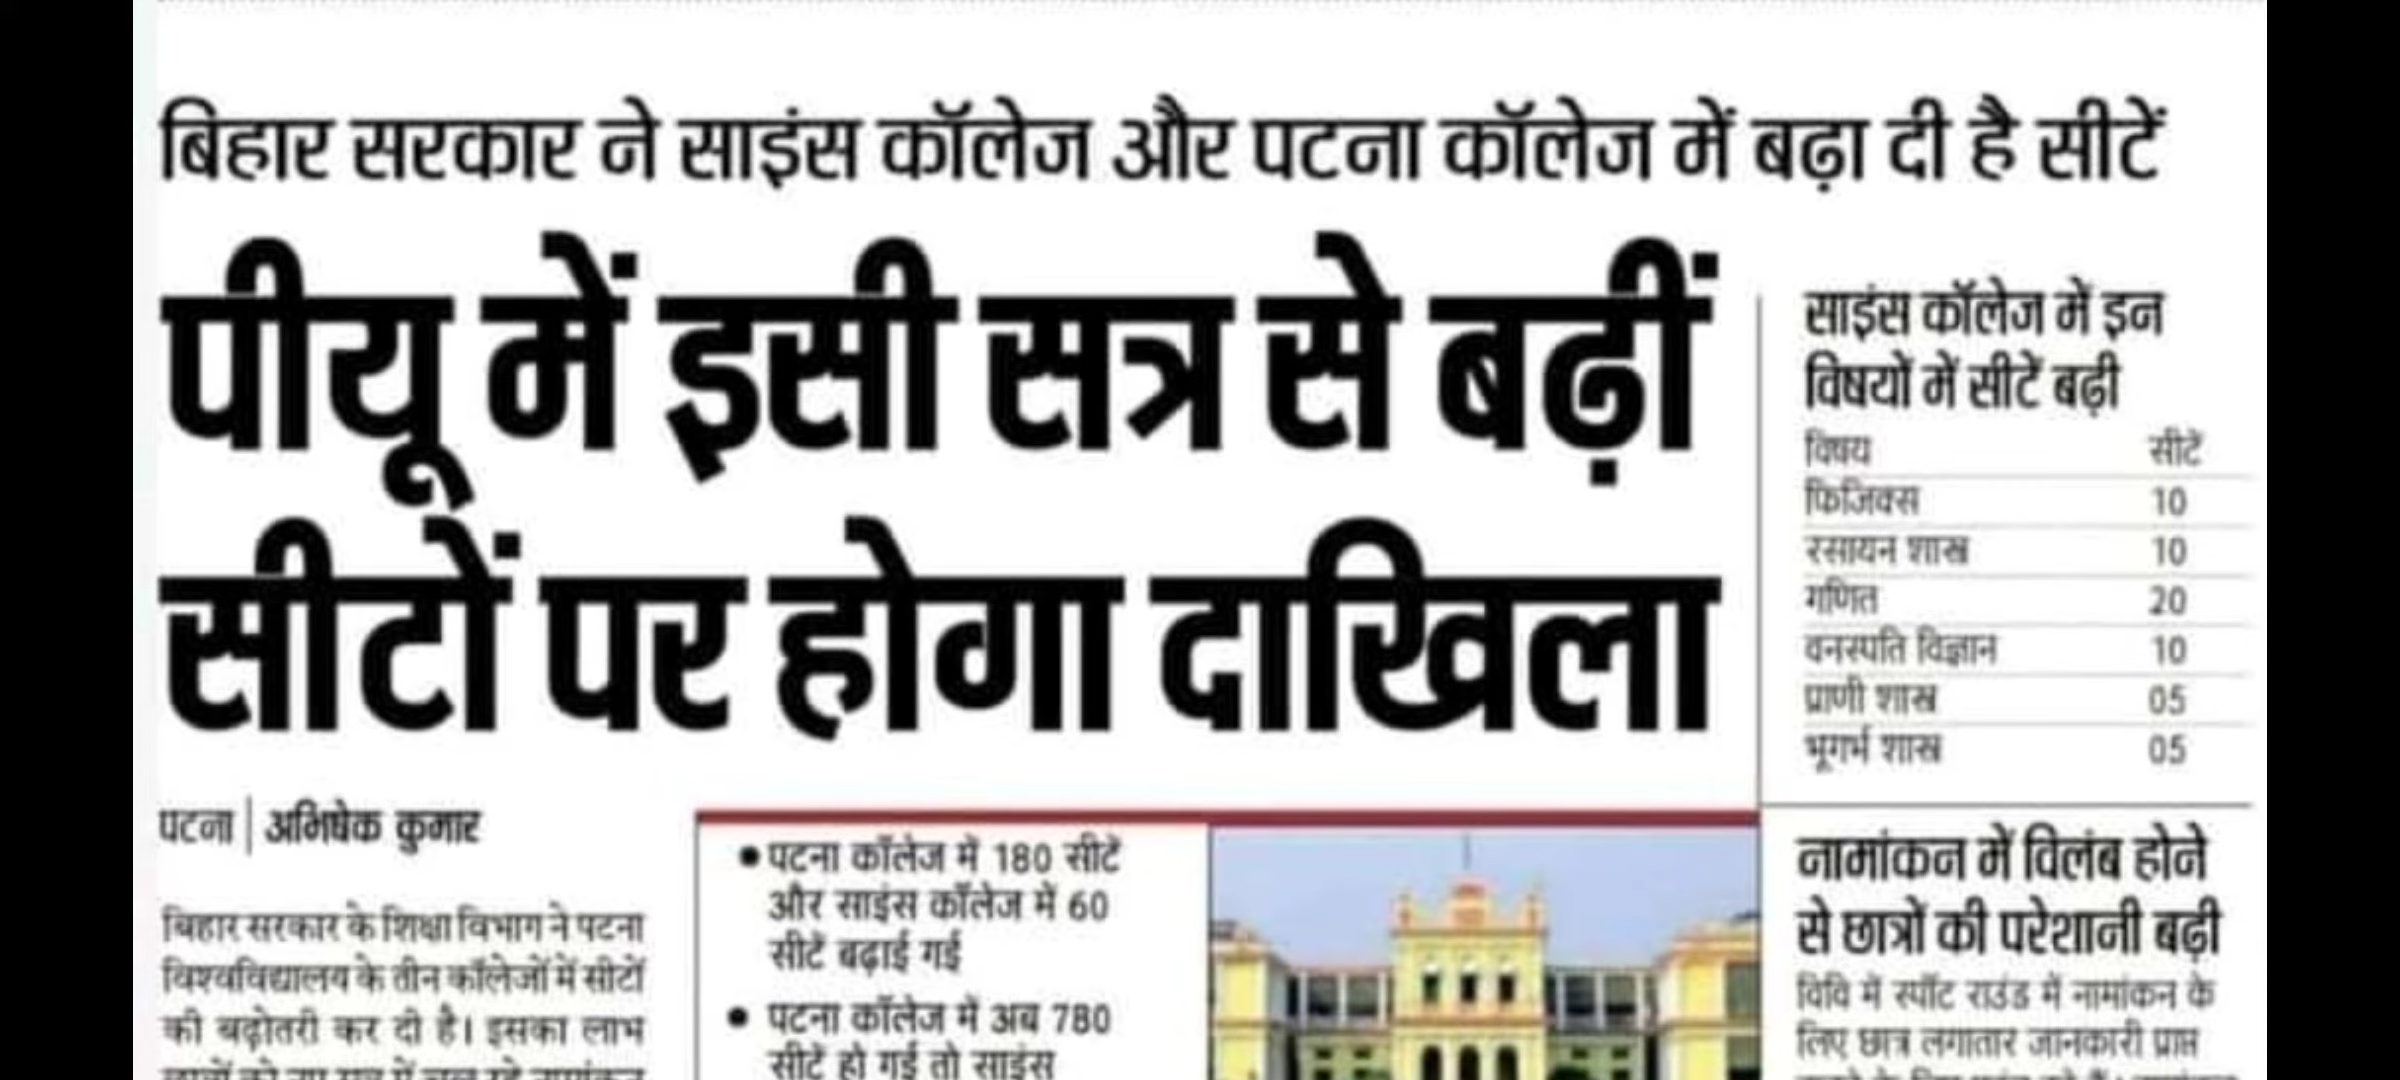 बिहार सरकार ने साइंस कॉलेज और पटना कॉलेज में बढ़ा दी है सीटें
पीयू में इसी सत्र से बढ़ीं
सीटों पर होगा दाखिला
पटना | अभिषेक कुमार
बिहार सरकार के शिक्षा विभाग ने पटना
विश्वविद्यालय के तीन कॉलेजों में सीटों
की बढ़ोतरी कर दी है। इसका लाभ
● पटना कॉलेज में 180 सीटें
और साइंस कॉलेज में 60
सीटें बढ़ाई गई
● पटना कॉलेज में अब 780
सीटें हो गई तो साइंस
साइंस कॉलेज में इन
विषयों में सीटें बढ़ी
विषय सीटें
फिजिक्स 10
रसायन शास्त्र 10
गणित 20
वनस्पति विज्ञान 10
प्राणी शास्त्र 05
भूगर्भ शास्त्र 05
नामांकन में विलंब होने
से छात्रों की परेशानी बढ़ी
विवि में स्पॉट राउंड में नामांकन के
लिए छात्र लगातार जानकारी प्राप्त